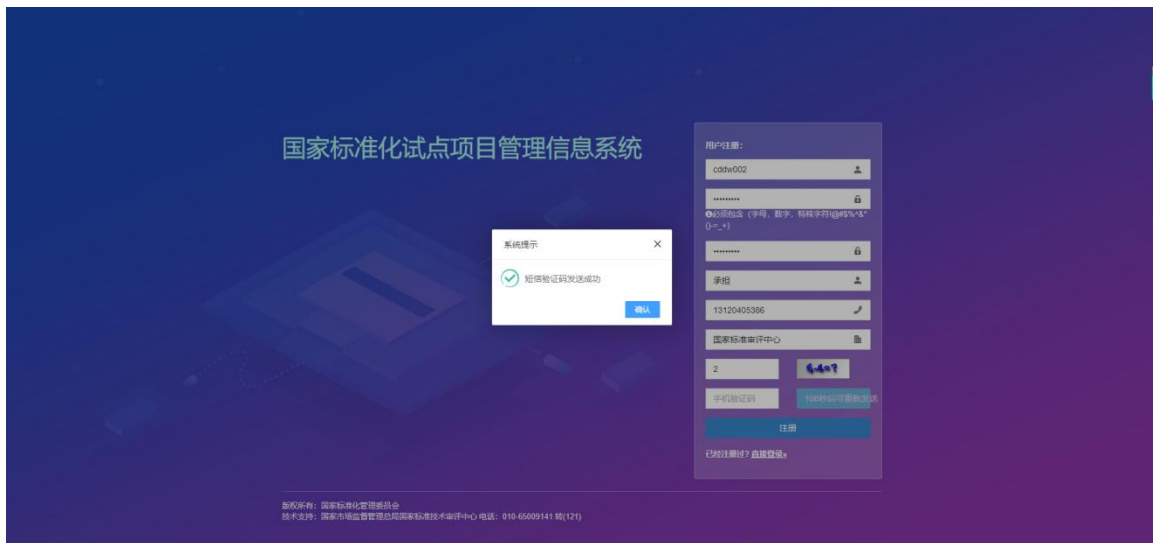 国家标准化试点项目管理信息系统
用户注册：
cddw002
•••••••••
必须包含（字母，数字，特殊字符!@#$%^&*
()-=_+）
•••••••••
承担
13120405386
国家标准审评中心
2
6-4=?
手机验证码
106秒后可重新发送
注册
已经注册过？直接登录»
系统提示
短信验证码发送成功
确认
版权所有：国家标准化管理委员会
技术支持：国家市场监督管理总局国家标准技术审评中心 电话：010-65009141 转(121)